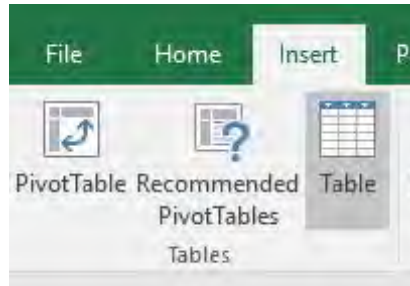 File Home Insert P
PivotTable Recommended Table
PivotTables
Tables